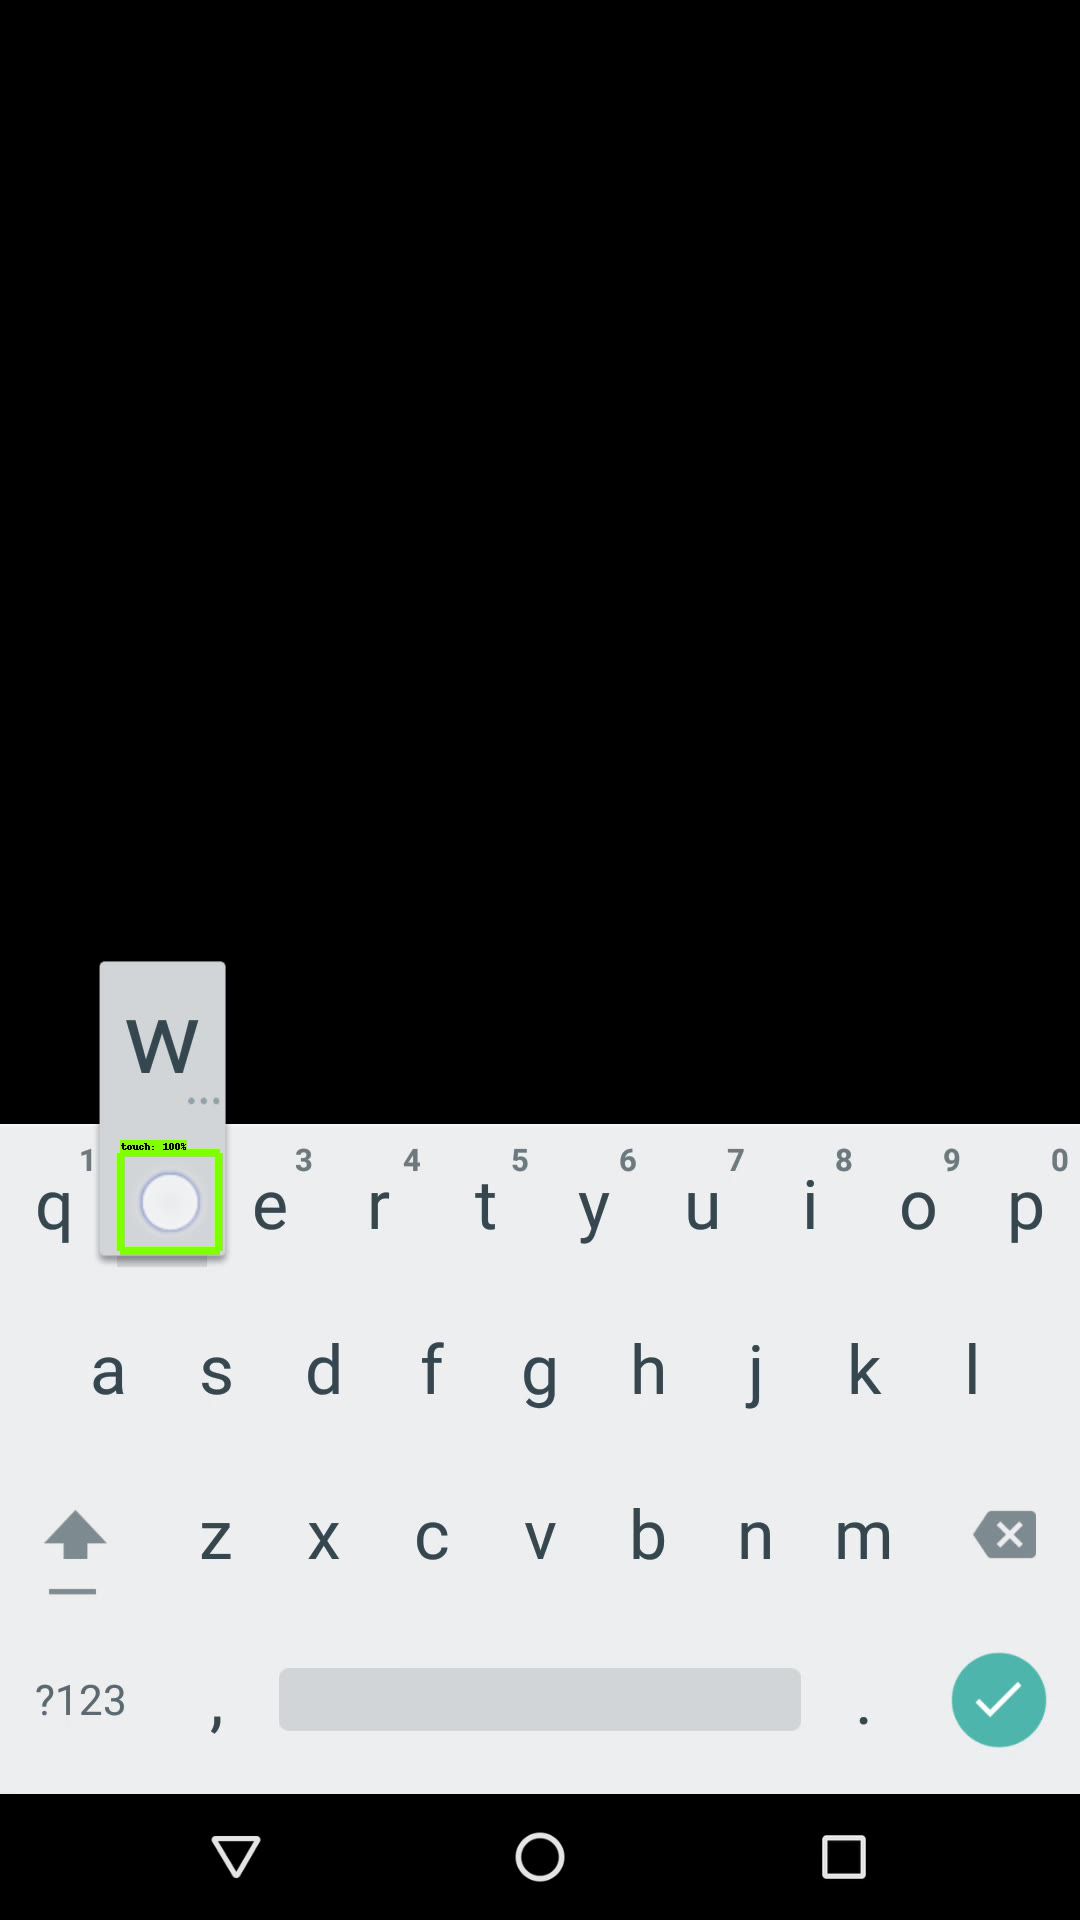 w
...
touch: 100%
1 3 4 5 6 7 8 9 0
q e r t y u i o p
a s d f g h j k l
z x c v b n m
?123 , .